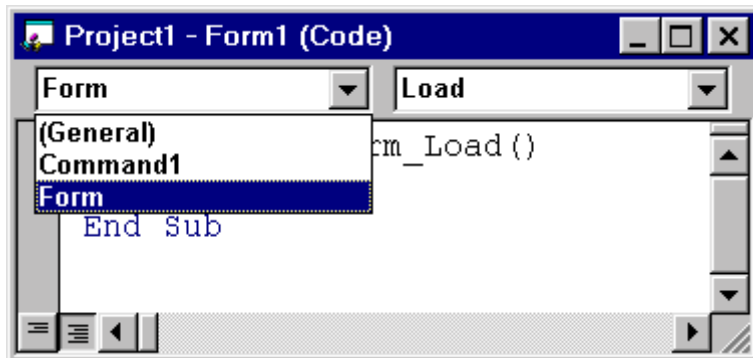 Project1 - Form1 (Code)
Form Load
(General)
Command1
Form
rm_Load()
End Sub